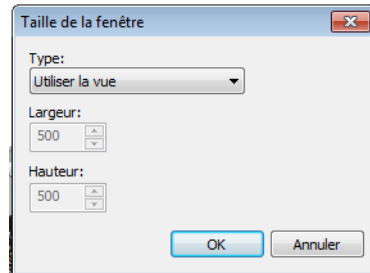 Taille de la fenêtre
Type:
Utiliser la vue
Largeur:
500
Hauteur:
500
OK
Annuler